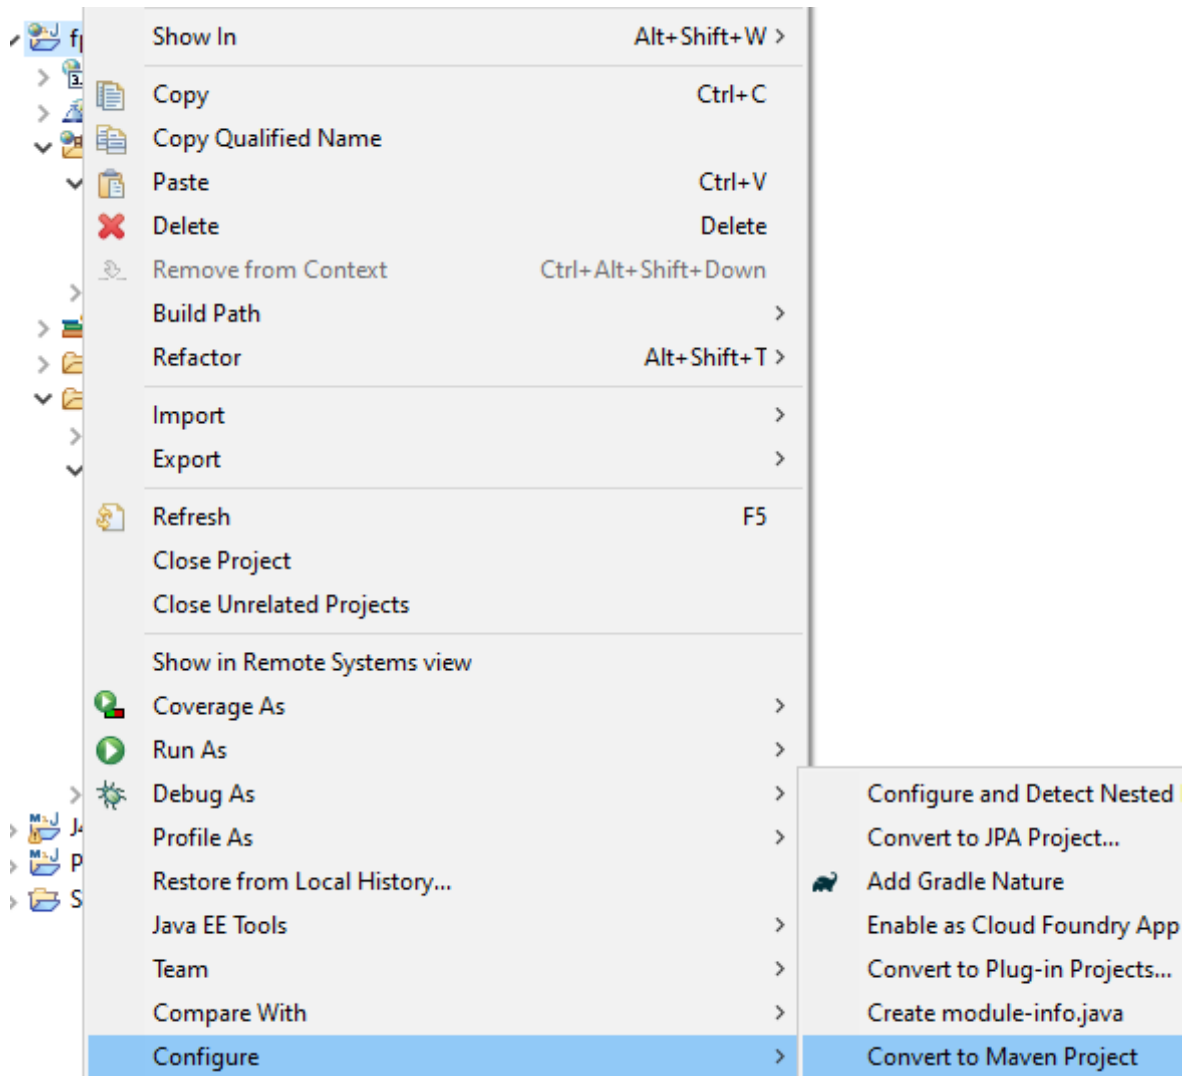 Show In Alt+Shift+W >
Copy Ctrl+C
Copy Qualified Name
Paste Ctrl+V
Delete Delete
Remove from Context Ctrl+Alt+Shift+Down
Build Path >
Refactor Alt+Shift+T >
Import >
Export >
Refresh F5
Close Project
Close Unrelated Projects
Show in Remote Systems view
Coverage As >
Run As >
Debug As >
Profile As >
Restore from Local History...
Java EE Tools >
Team >
Compare With >
Configure >
Configure and Detect Nested
Convert to JPA Project...
Add Gradle Nature
Enable as Cloud Foundry App
Convert to Plug-in Projects...
Create module-info.java
Convert to Maven Project